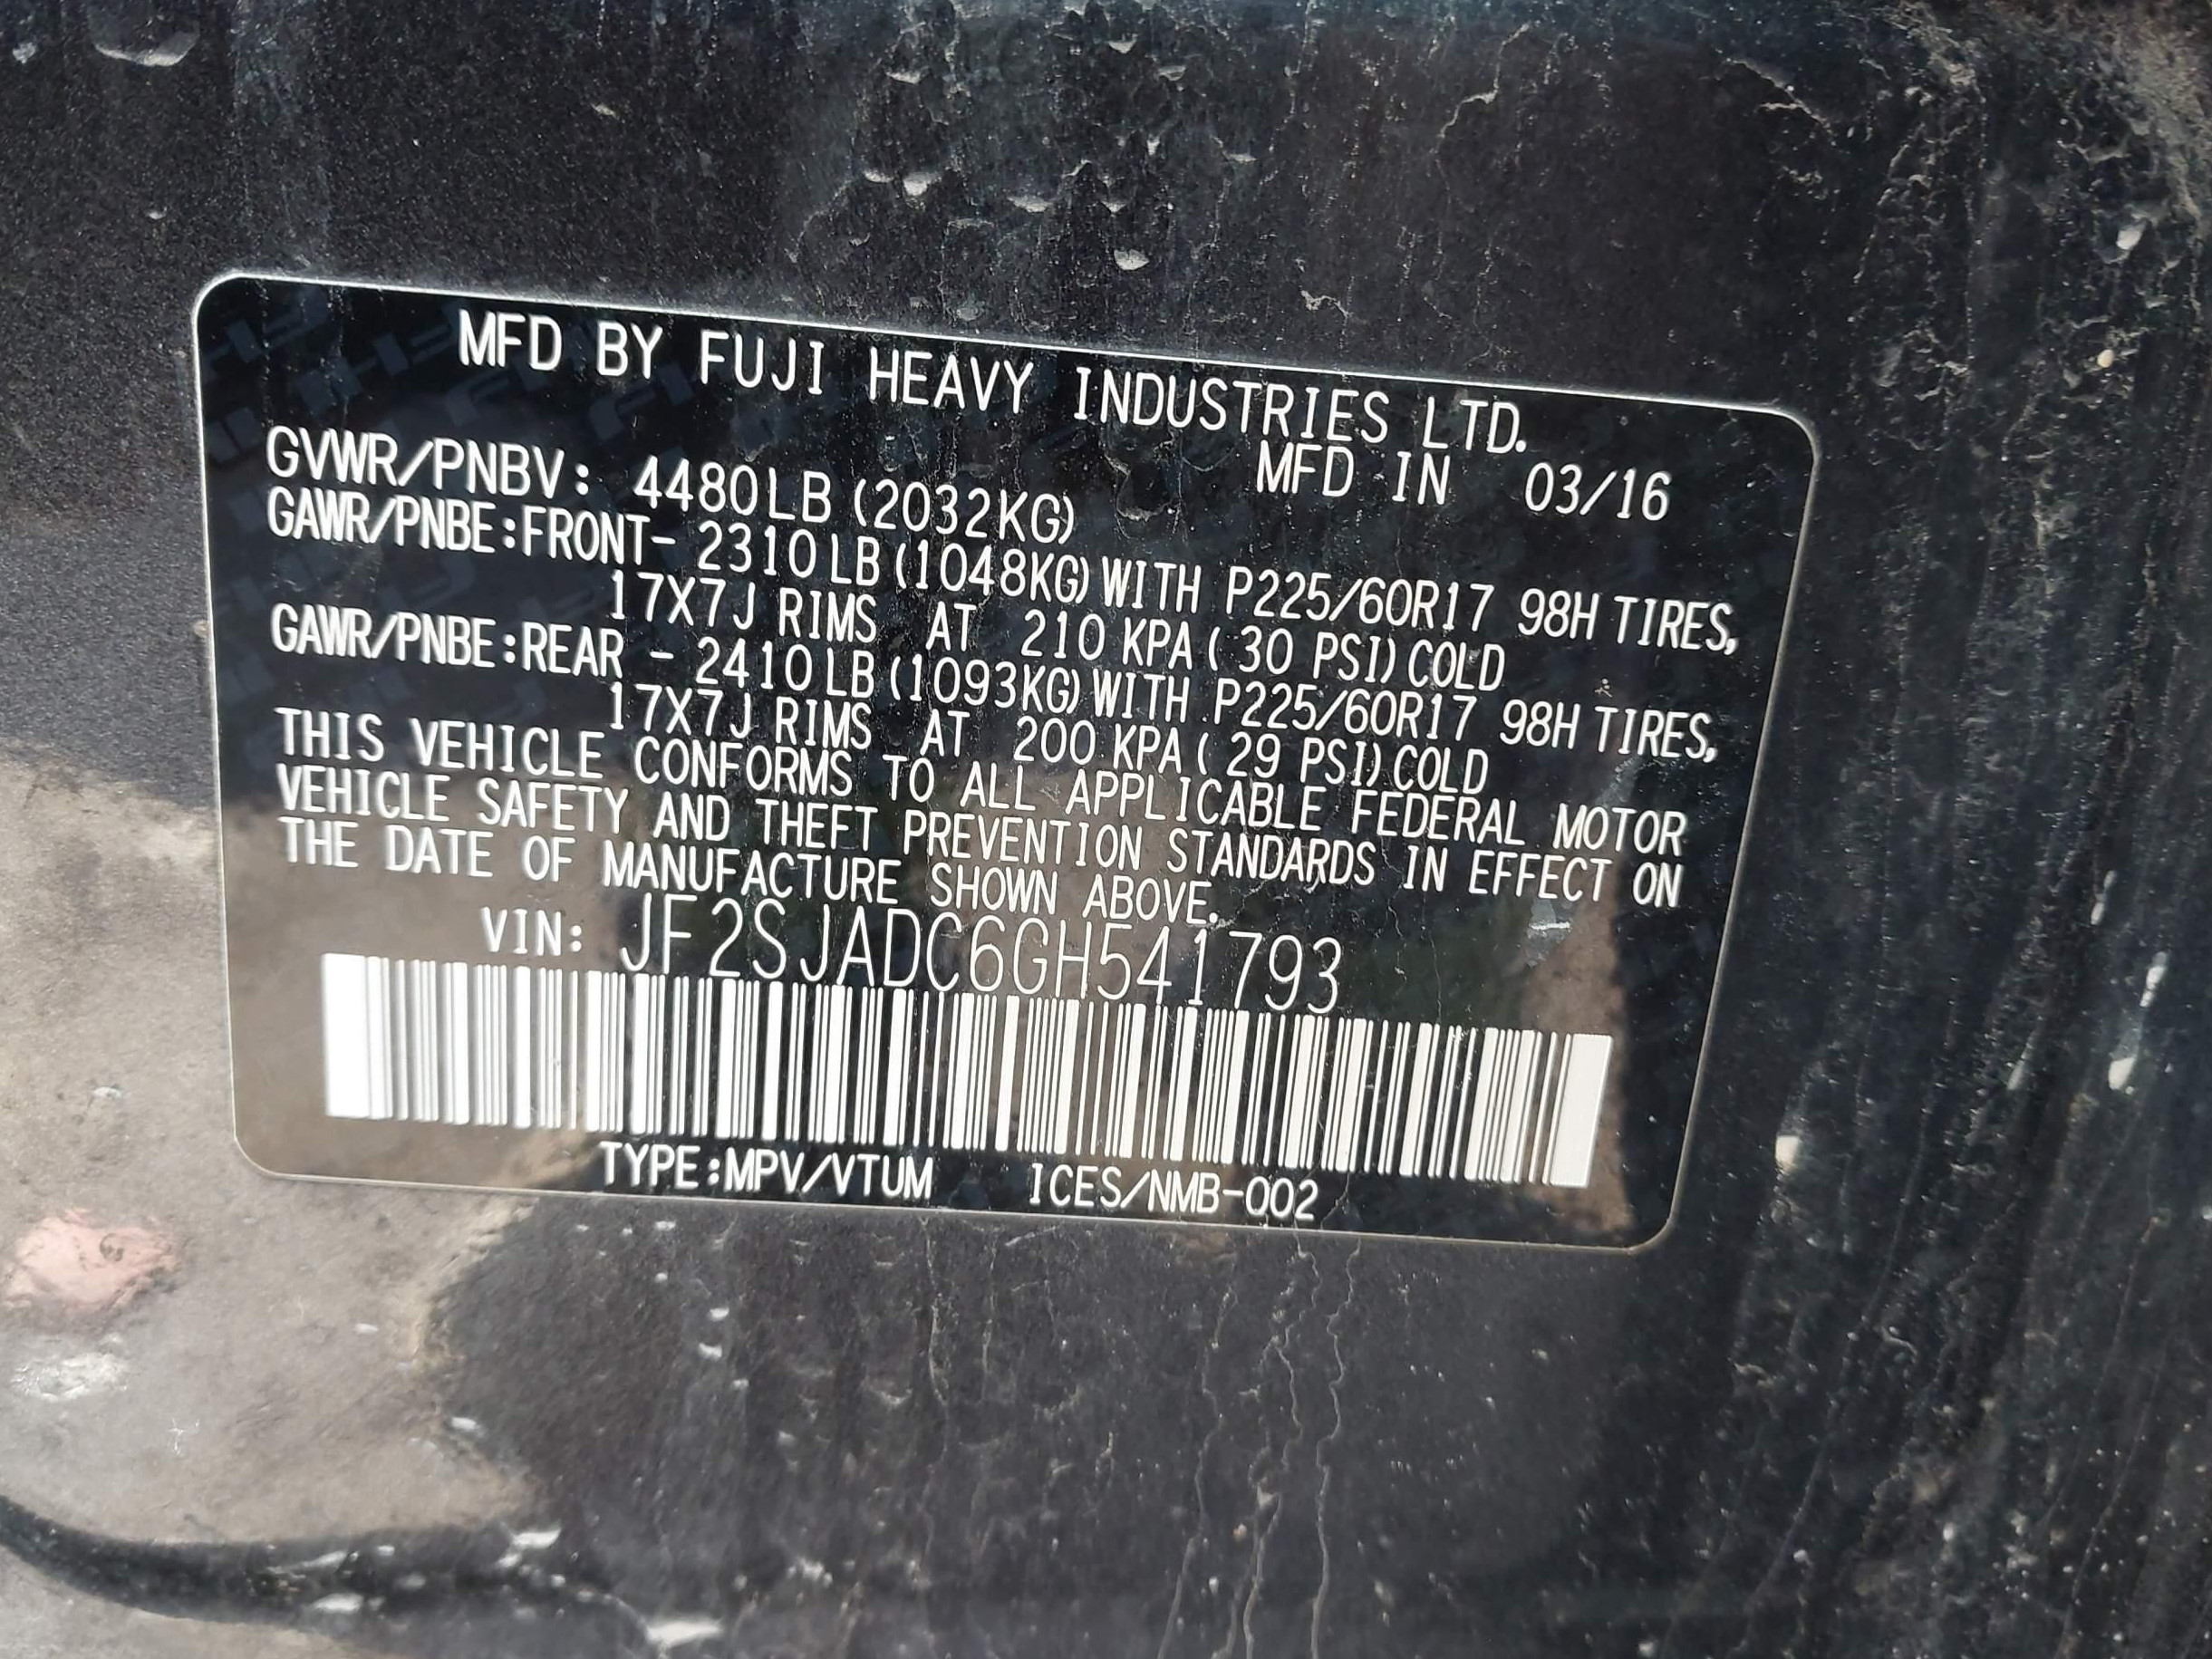 MFD BY FUJI HEAVY INDUSTRIES LTD.
GVWR/PNBV: 4480LB (2032KG) MFD IN 03/16
GAWR/PNBE:FRONT- 2310LB(1048KG)WITH P225/60R17 98H TIRES,
17X7J RIMS AT 210 KPA( 30 PSI)COLD
GAWR/PNBE:REAR - 2410LB(1093KG)WITH P225/60R17 98H TIRES,
17X7J RIMS AT 200 KPA( 29 PSI)COLD
THIS VEHICLE CONFORMS TO ALL APPLICABLE FEDERAL MOTOR
VEHICLE SAFETY AND THEFT PREVENTION STANDARDS IN EFFECT ON
THE DATE OF MANUFACTURE SHOWN ABOVE.
VIN: JF2SJADC6GH541793
TYPE:MPV/VTUM ICES/NMB-002